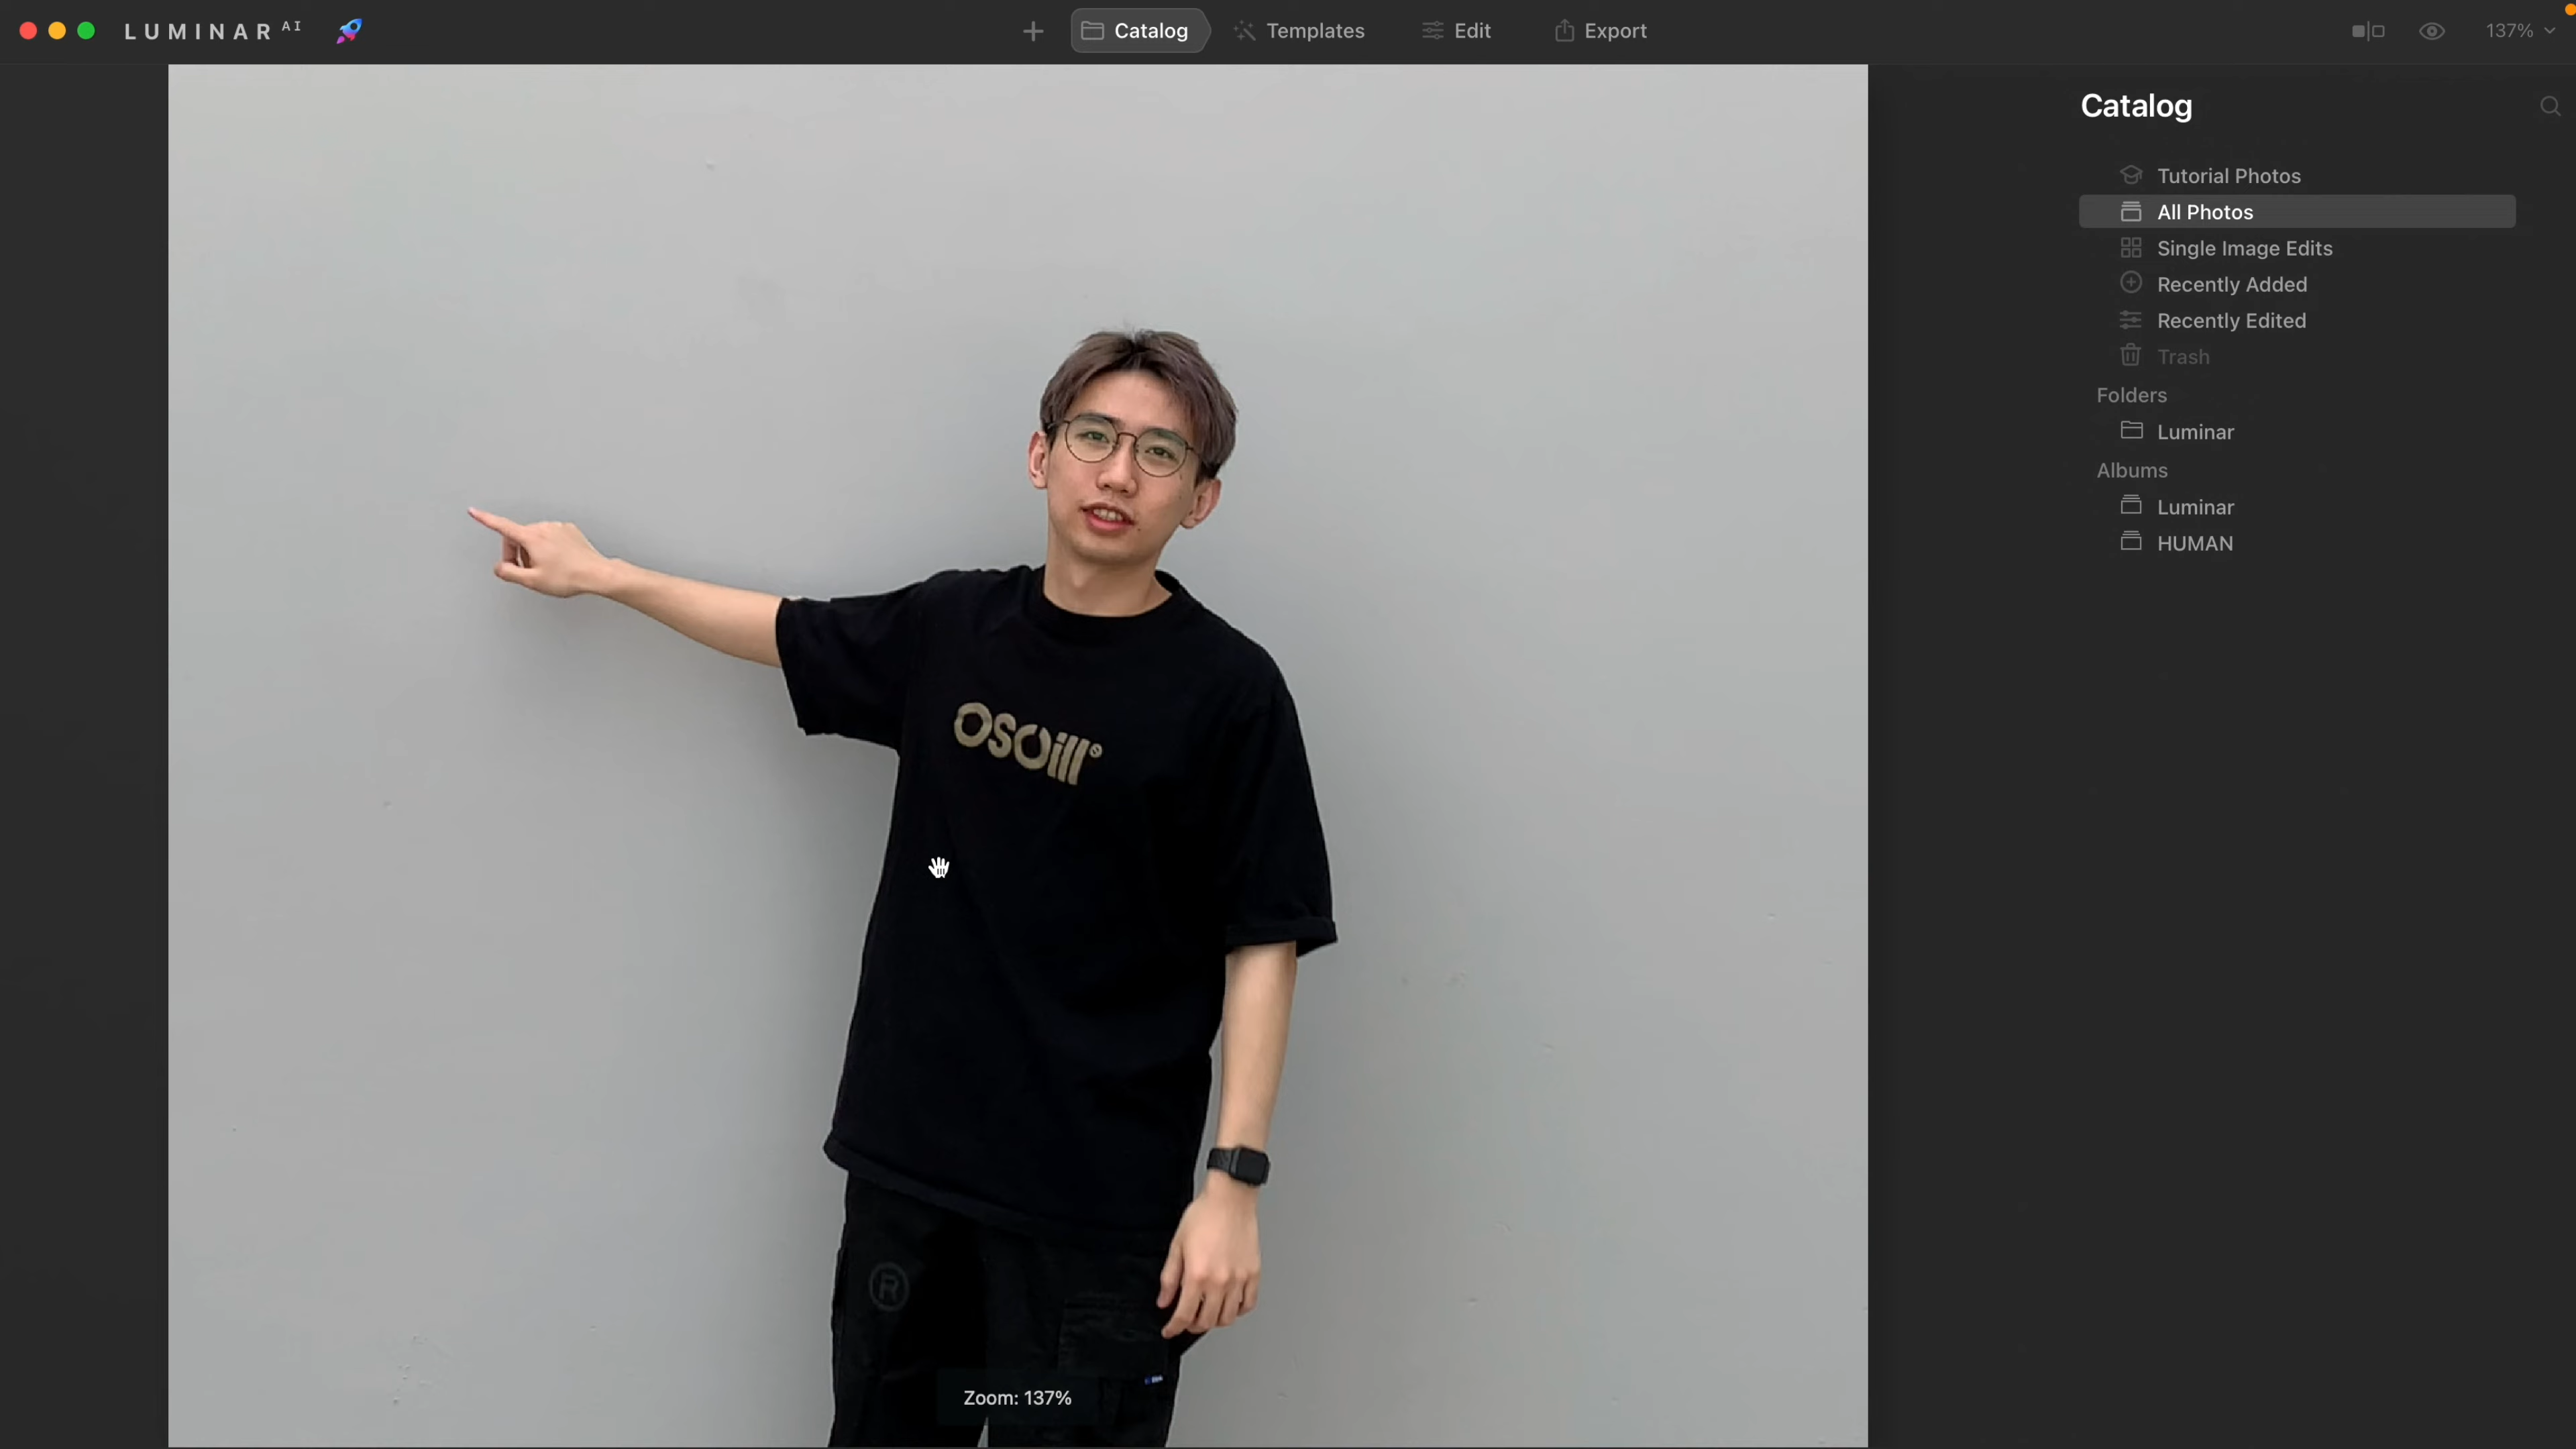 LUMINAR AI
Catalog
Templates
Edit
Export
137%
Catalog
Tutorial Photos
All Photos
Single Image Edits
Recently Added
Recently Edited
Trash
Folders
Luminar
Albums
Luminar
HUMAN
osOill
R
Zoom: 137%